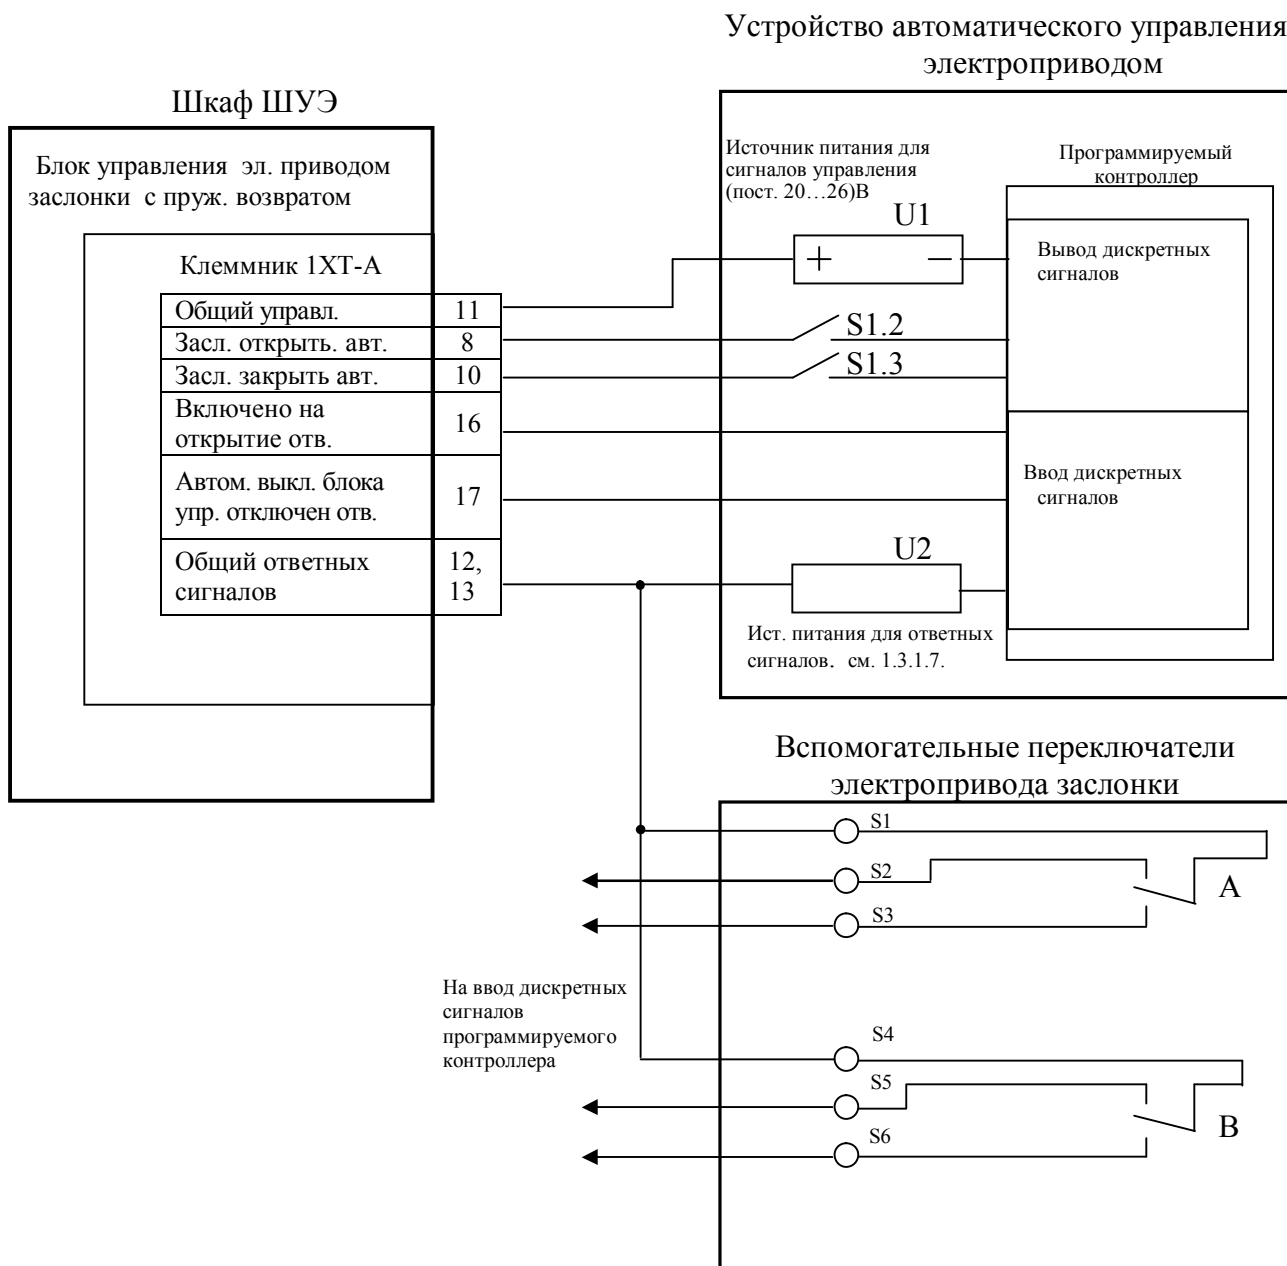 Устройство автоматического управления
электроприводом
Шкаф ШУЭ
Блок управления эл. приводом
заслонки с пруж. возвратом
Клеммник 1ХТ-А
Общий управл. 11
Засл. открыть. авт. 8
Засл. закрыть авт. 10
Включено на
открытие отв.
16
Автом. выкл. блока
упр. отключен отв.
17
Общий ответных
сигналов
12,
13
Источник питания для
сигналов управления
(пост. 20…26)В
U1
+ −
Программируемый
контроллер
Вывод дискретных
сигналов
S1.2
S1.3
Ввод дискретных
сигналов
U2
Ист. питания для ответных
сигналов. см. 1.3.1.7.
Вспомогательные переключатели
электропривода заслонки
S1
S2
A
S3
На ввод дискретных
сигналов
программируемого
контроллера
S4
S5
B
S6